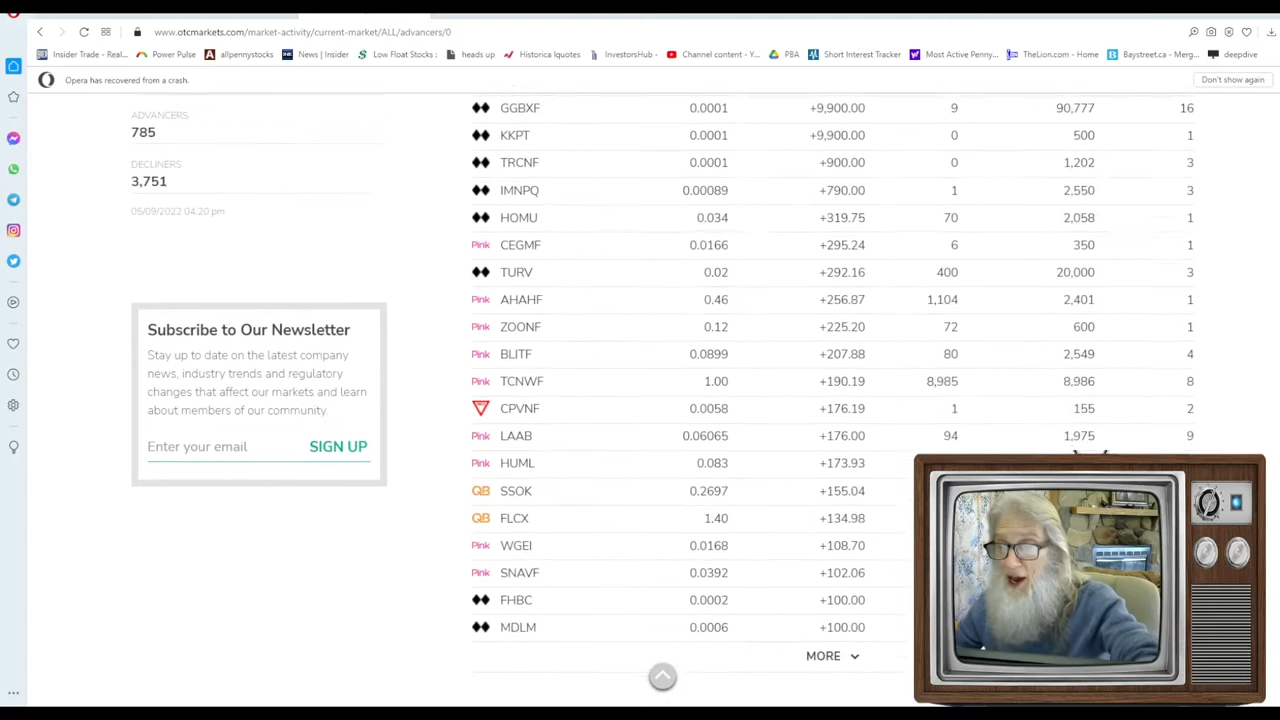 www.otcmarkets.com/market-activity/current-market/ALL/advancers/0
Insider Trade - Real... Power Pulse allpennystocks News | Insider Low Float Stocks : heads up Historica Iquotes InvestorsHub Channel content - Y... PBA Short Interest Tracker Most Active Penny... TheLion.com - Home Baystreet.ca - Merg... deepdive
Opera has recovered from a crash. Don't show again
ADVANCERS
785
DECLINERS
3,751
05/09/2022 04:20 pm
Subscribe to Our Newsletter
Stay up to date on the latest company
news, industry trends and regulatory
changes that affect our markets and learn
about members of our community.
Enter your email SIGN UP
GGBXF 0.0001 +9,900.00 9 90,777 16
KKPT 0.0001 +9,900.00 0 500 1
TRCNF 0.0001 +900.00 0 1,202 3
IMNPQ 0.00089 +790.00 1 2,550 3
HOMU 0.034 +319.75 70 2,058 1
Pink CEGMF 0.0166 +295.24 6 350 1
TURV 0.02 +292.16 400 20,000 3
Pink AHAHF 0.46 +256.87 1,104 2,401 1
Pink ZOONF 0.12 +225.20 72 600 1
Pink BLITF 0.0899 +207.88 80 2,549 4
Pink TCNWF 1.00 +190.19 8,985 8,986 8
CPVNF 0.0058 +176.19 1 155 2
Pink LAAB 0.06065 +176.00 94 1,975 9
Pink HUML 0.083 +173.93
QB SSOK 0.2697 +155.04
QB FLCX 1.40 +134.98
Pink WGEI 0.0168 +108.70
Pink SNAVF 0.0392 +102.06
FHBC 0.0002 +100.00
MDLM 0.0006 +100.00
MORE